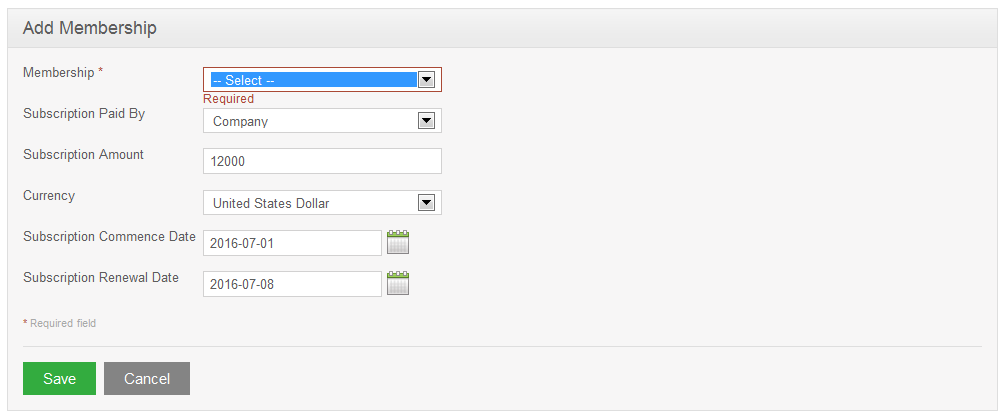 Add Membership
Membership *
-- Select --
Required
Subscription Paid By
Company
Subscription Amount
12000
Currency
United States Dollar
Subscription Commence Date
2016-07-01
Subscription Renewal Date
2016-07-08
* Required field
Save
Cancel